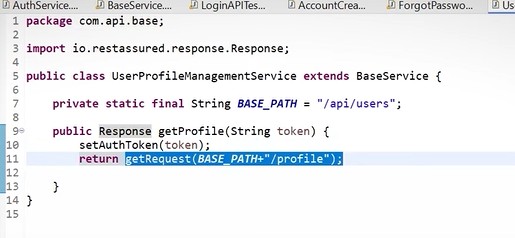 AuthService....
BaseService....
LoginAPITes...
AccountCrea...
ForgotPasswo...
Us
1 package com.api.base;
2
3 import io.restassured.response.Response;
4
5 public class UserProfileManagementService extends BaseService {
6
7 private static final String BASE_PATH = "/api/users";
8
9 public Response getProfile(String token) {
10 setAuthToken(token);
11 return getRequest(BASE_PATH+"/profile");
12
13 }
14 }
15